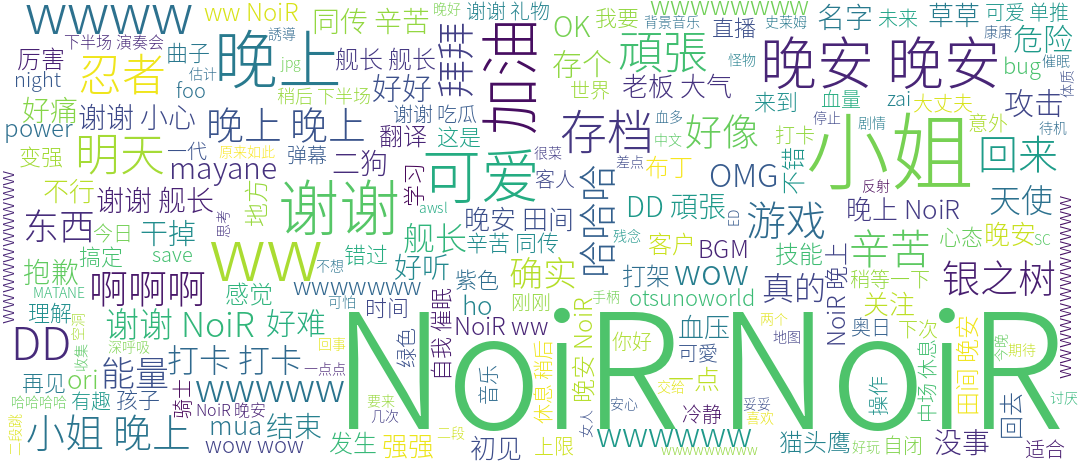 wwww
ww NoiR
同传 辛苦
谢谢 礼物
晚好
OK
背景音乐
史莱姆
wwwwwwww
名字
未来
草草
可爱 单推
下半场 演奏会
誘導
曲子
厉害
晚上
舰长 舰长
拜拜
加油
我要
直播
頑張
晚安 晚安
危险
康康
催眠
体质
night
忍者
估计
jpg
foo
稍后 下半场
好好
存个
世界
老板 大气
怪物
来到
血量
zai
bug
攻击
好痛
谢谢 小心
晚上 晚上
谢谢 吃瓜
翻译
这是
存档
血多
中文
好像
停止
剧情
大丈夫
意外
待机
power
变强
明天
一代
原来如此
弹幕
mayane
二狗
学习
可爱
很菜
差点
客人
布丁
OMG
打卡
不错
小姐
反射
回来
不行
谢谢 舰长
地方
思考
谢谢
awsl
晚安 田间
哈哈哈
DD 頑張
ED
残念
游戏
晚上 NoiR
天使
东西
今日
干掉
错过
舰长
辛苦 同传
客户
BGM
技能
辛苦
心态
晚安
SC
抱歉
搞定
save
ww
不想
好听
紫色
确实
打架
wow
真的
NoiR 晚上
稍等一下
银之树
MATANE
啊啊啊
感觉
可怕
wwwwwww
时间
ho
刚刚
手柄
otsunoworld
关注
理解
DD
收集
谢谢 NoiR
好难
回事
绿色
自我 催眠
NoiR ww
休息 稍后
晚安 NoiR
你好
血压
可愛
两个
地图
奥日
下次
中场 休息
今晚
期待
深呼吸
能量
打卡 打卡
一点点
NoiR NoiR
音乐
一点
操作
田间 晚安
再见
ori
哈哈哈哈
有趣
孩子
骑士
wwwww
要来
几次
女人
安心
交给
冷静
妥妥
喜欢
讨厌
回去
二段跳
小姐 晚上
NoiR 晚安
mua
结束
wow wow
发生
强强
二段
初见
上限
wwwwww
wwwwwwwww
猫头鹰
好玩
自闭
没事
适合